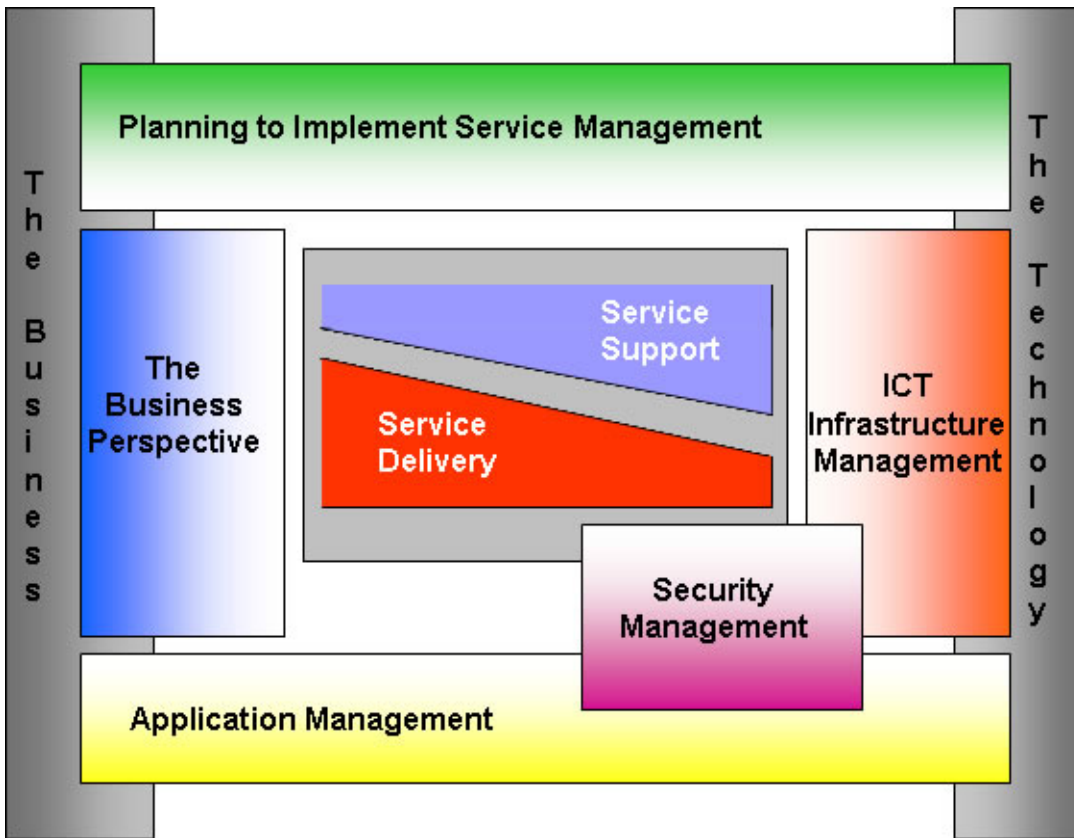 The Business
Planning to Implement Service Management
The Technology
The
Business
Perspective
Service
Support
Service
Delivery
ICT
Infrastructure
Management
Security
Management
Application Management